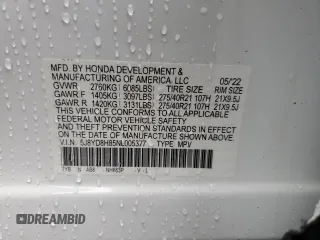 MFD. BY HONDA DEVELOPMENT &
MANUFACTURING OF AMERICA, LLC 05/22
GVWR 2760KG (6085LBS) TIRE SIZE RIM SIZE
GAWR F 1405KG (3097LBS) 275/40R21 107H 21X9.5J
GAWR R 1420KG (3131LBS) 275/40R21 107H 21X9.5J
THIS VEHICLE CONFORMS TO ALL APPLICABLE
FEDERAL MOTOR VEHICLE SAFETY AND
THEFT PREVENTION STANDARDS IN EFFECT ON
THE DATE OF MANUFACTURE SHOWN ABOVE.
V.I.N. 5J8YD8H85NL005377 TYPE: MPV
DREAMBID